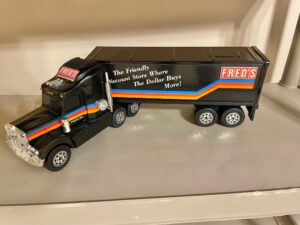 FRED'S
The Friendly
Discount Store Where
The Dollar Buys
More!
FRED'S